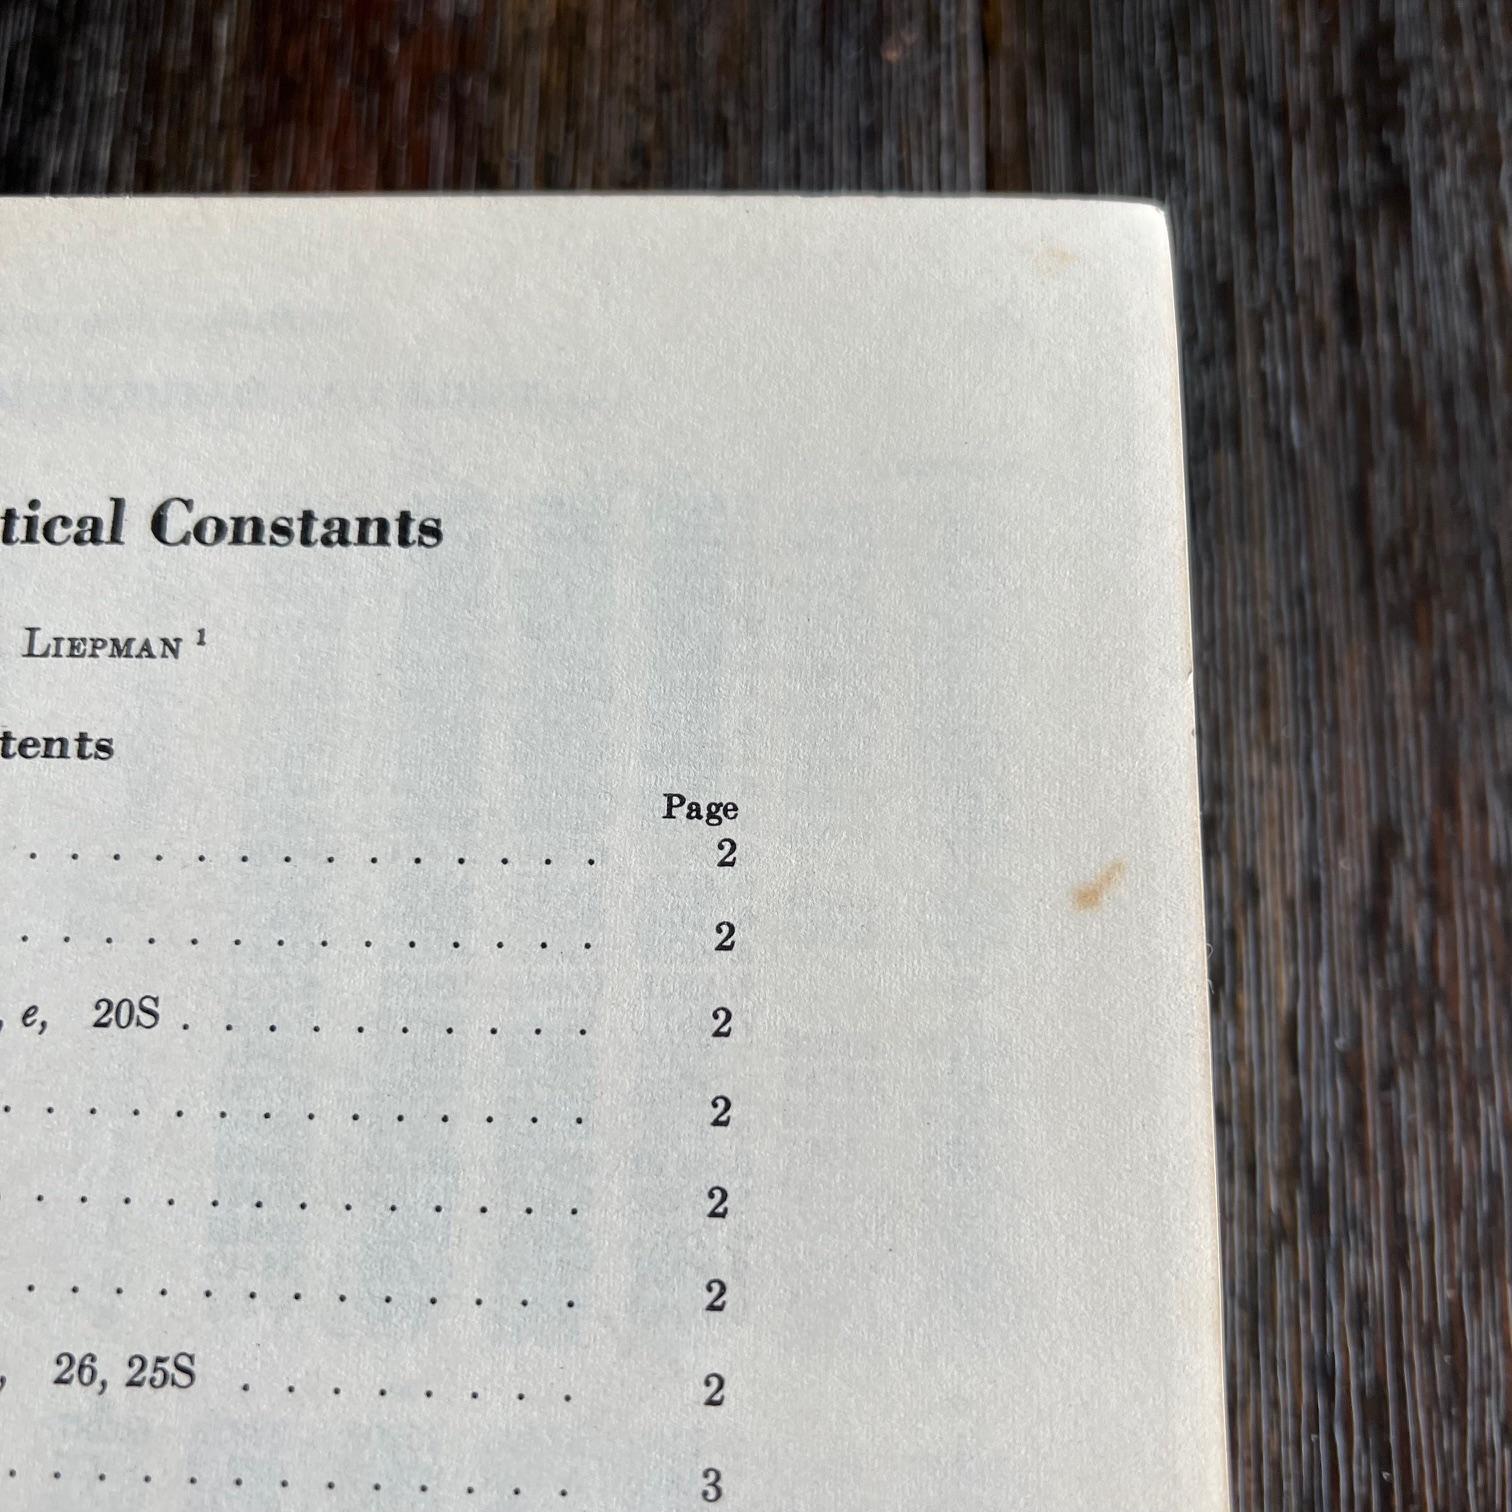 tical Constants
LIEPMAN 1
tents
Page
. . . . . . . . . . . . . . 2
. . . . . . . . . . . . . . 2
, e, 20S . . . . . . . . . . 2
. . . . . . . . . . . . . . 2
. . . . . . . . . . . . . 2
. . . . . . . . . . . . . 2
, 26, 25S . . . . . . . . 2
. . . . . . . . . . . . . 3